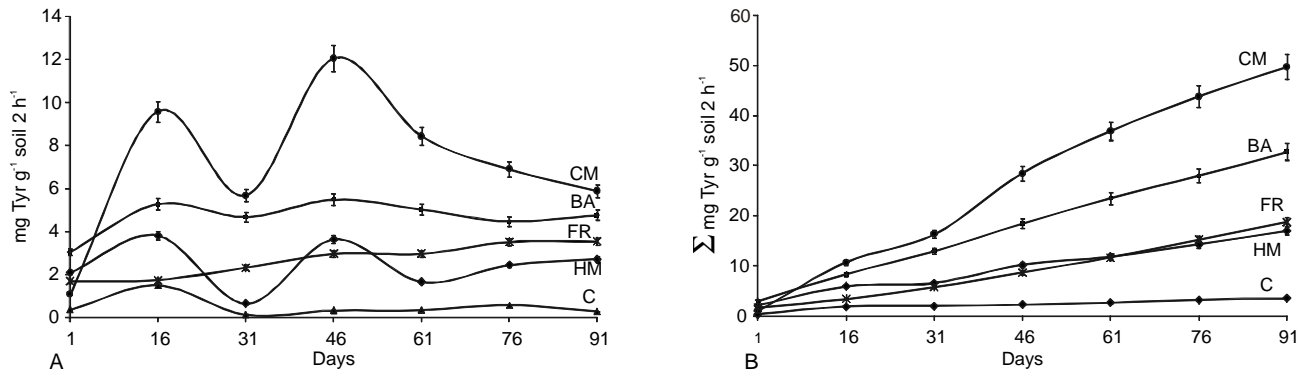 mg Tyr g⁻¹ soil 2 h⁻¹
14
12
10
8
6
4
2
0
CM
BA
FR
HM
C
1 16 31 46 61 76 91
Days
A
Σ mg Tyr g⁻¹ soil 2 h⁻¹
60
50
40
30
20
10
0
CM
BA
FR
HM
C
1 16 31 46 61 76 91
Days
B